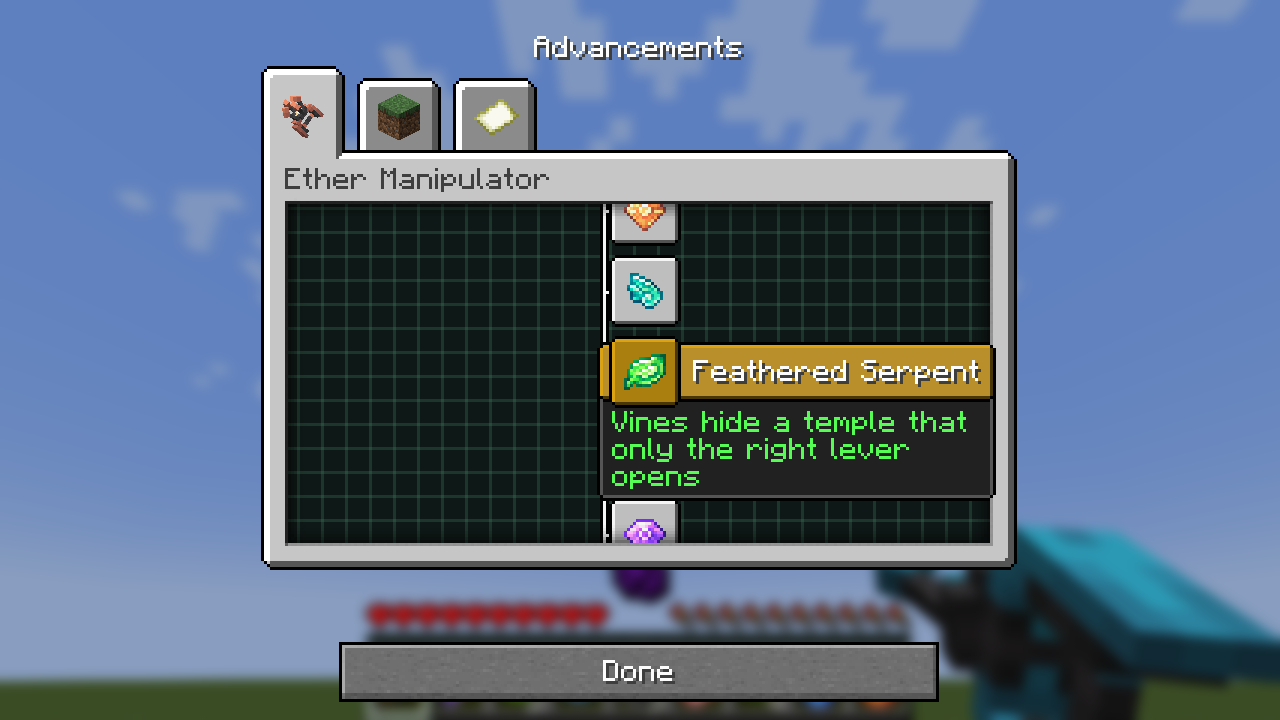 Advancements
Ether Manipulator
Feathered Serpent
Vines hide a temple that
only the right lever
opens
Done